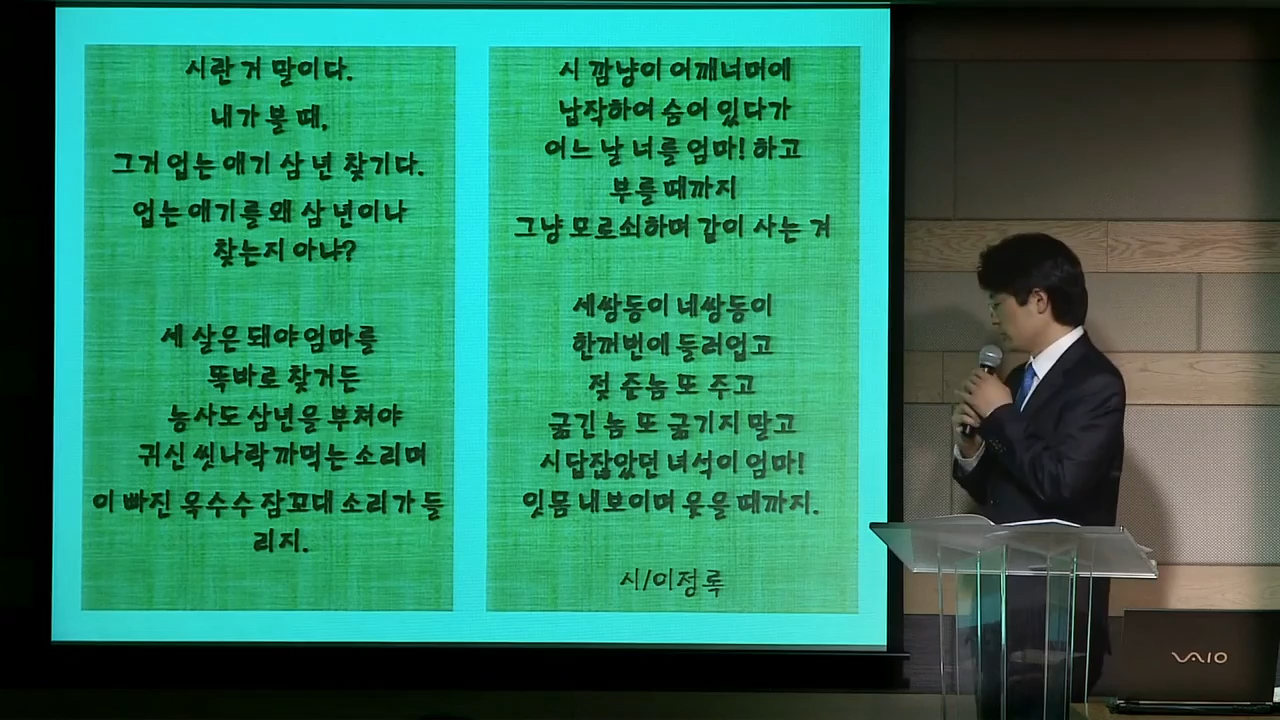 시란 거 말이다.
내가 볼 때,
그거 업는 애기 삼 년 찾기다.
업는 애기를 왜 삼 년이나
찾는지 아냐?
세 살은 돼야 엄마를
똑바로 찾거든
농사도 삼년을 부쳐야
귀신 씻나락 까먹는 소리며
이 빠진 옥수수 잠꼬대 소리가 들
리지.
시 깜냥이 어깨너머에
납작하여 숨어 있다가
어느 날 너를 엄마! 하고
부를 때까지
그냥 모르쇠하며 같이 사는 겨
세쌍둥이 네쌍둥이
한꺼번에 둘러업고
젖 준놈 또 주고
굶긴 놈 또 굶기지 말고
시답잖았던 녀석이 엄마!
잇몸 내보이며 웃을 때까지.
시/이정록
VAIO